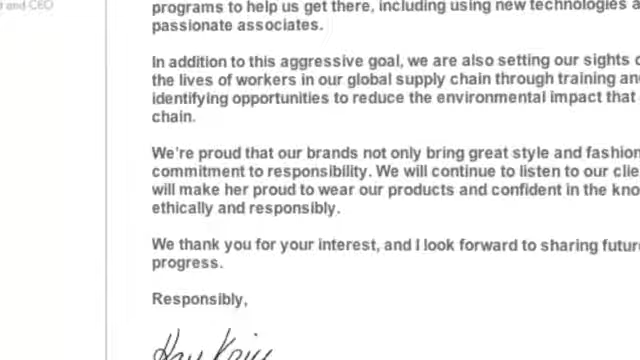 and CEO
programs to help us get there, including using new technologies a
passionate associates.
In addition to this aggressive goal, we are also setting our sights o
the lives of workers in our global supply chain through training and
identifying opportunities to reduce the environmental impact that
chain.
We're proud that our brands not only bring great style and fashion
commitment to responsibility. We will continue to listen to our clie
will make her proud to wear our products and confident in the kno
ethically and responsibly.
We thank you for your interest, and I look forward to sharing futur
progress.
Responsibly,
Kay Krill